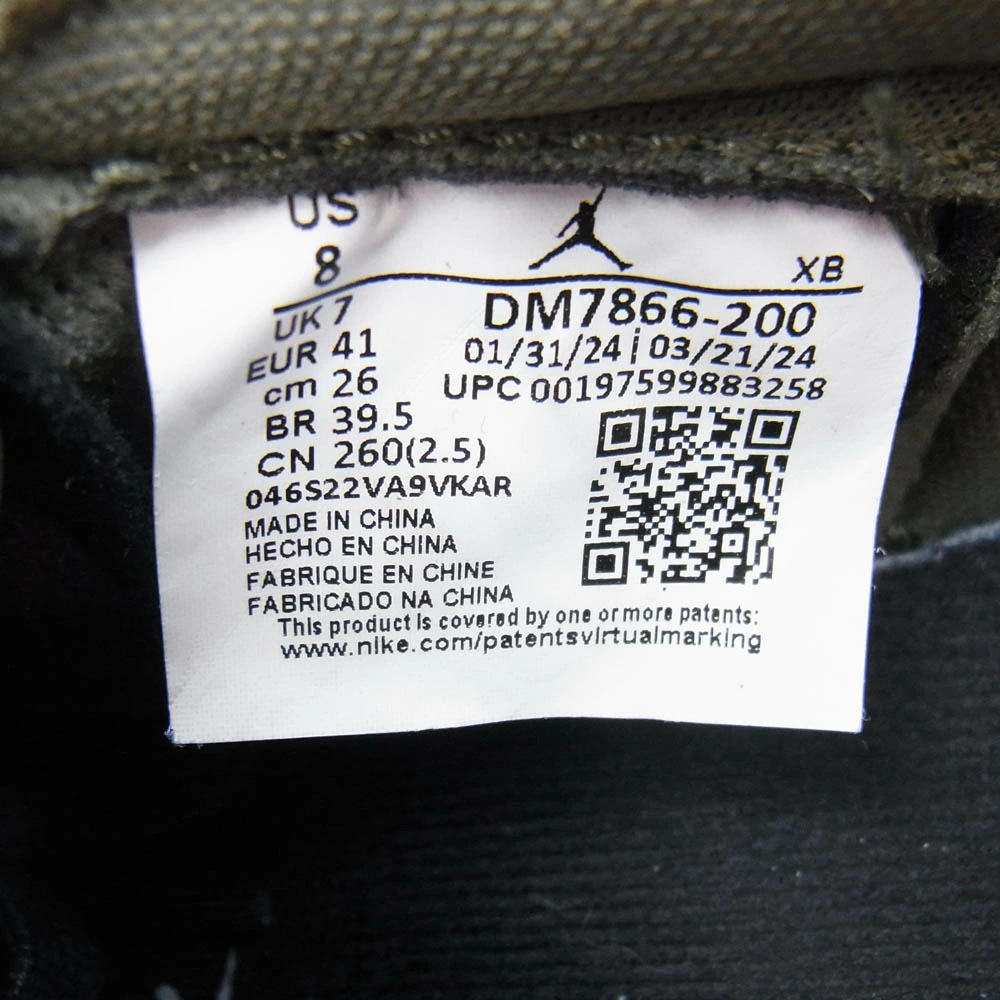 US
8
XB
UK 7
DM7866-200
EUR 41
01/31/24 | 03/21/24
cm 26
UPC 00197599883258
BR 39.5
CN 260(2.5)
046S22VA9VKAR
MADE IN CHINA
HECHO EN CHINA
FABRIQUE EN CHINE
FABRICADO NA CHINA
This product is covered by one or more patents:
www.nike.com/patentsvirtualmarking